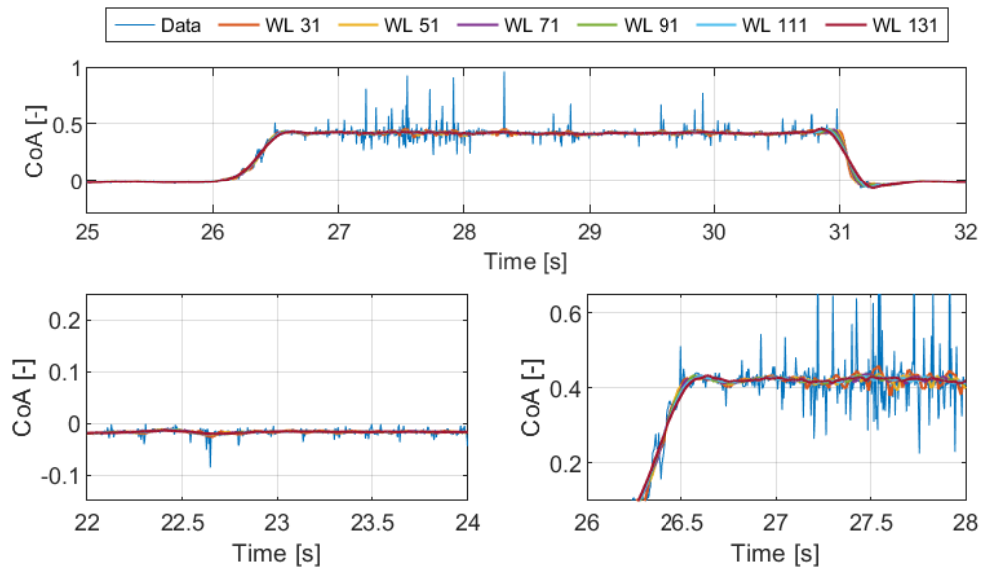 Data WL 31 WL 51 WL 71 WL 91 WL 111 WL 131
1
0.5
0
CoA [-]
25 26 27 28 29 30 31 32
Time [s]
0.2
0.1
0
-0.1
CoA [-]
22 22.5 23 23.5 24
Time [s]
0.6
0.4
0.2
CoA [-]
26 26.5 27 27.5 28
Time [s]